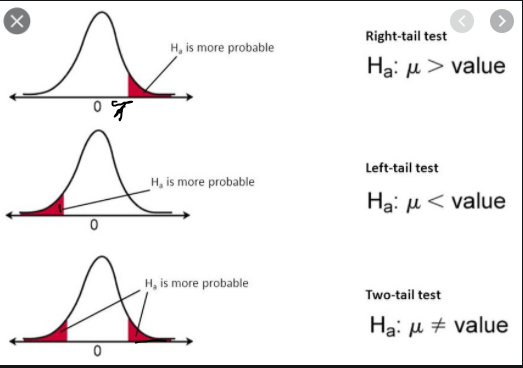 Right-tail test
Hₐ is more probable
Hₐ: μ > value
0
Left-tail test
Hₐ is more probable
Hₐ: μ < value
0
Hₐ is more probable
Two-tail test
Hₐ: μ ≠ value
0